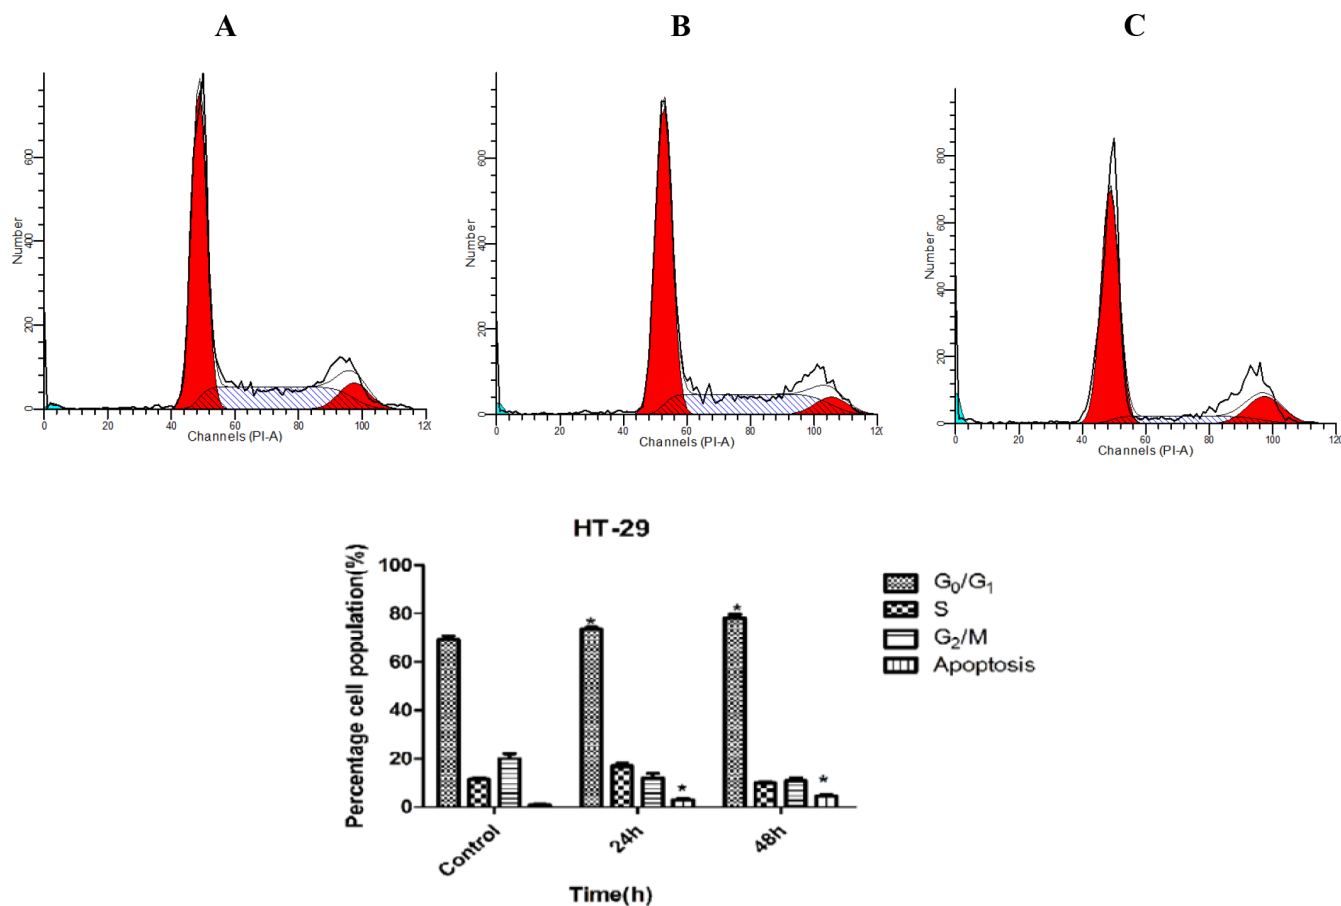 A B C
Number
600
400
200
0
0 20 40 60 80 100 120
Channels (PI-A)
Number
600
400
200
0
0 20 40 60 80 100 120
Channels (PI-A)
Number
800
600
400
200
0
0 20 40 60 80 100 120
Channels (PI-A)
HT-29
Percentage cell population(%)
100
80
60
40
20
0
* * * *
Control 24h 48h
Time(h)
G₀/G₁
S
G₂/M
Apoptosis